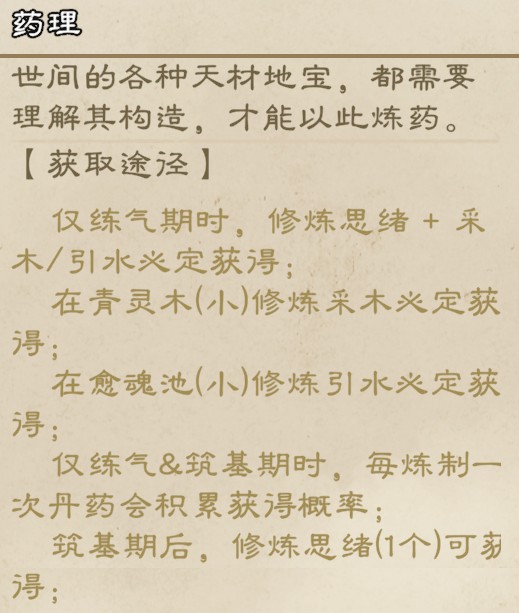 药理
世间的各种天材地宝，都需要
理解其构造，才能以此炼药。
【获取途径】
仅练气期时，修炼思绪 + 采
木/引水必定获得；
在青灵木(小)修炼采木必定获
得；
在愈魂池(小)修炼引水必定获
得；
仅练气&筑基期时，每炼制一
次丹药会积累获得概率；
筑基期后，修炼思绪(1个)可获
得；